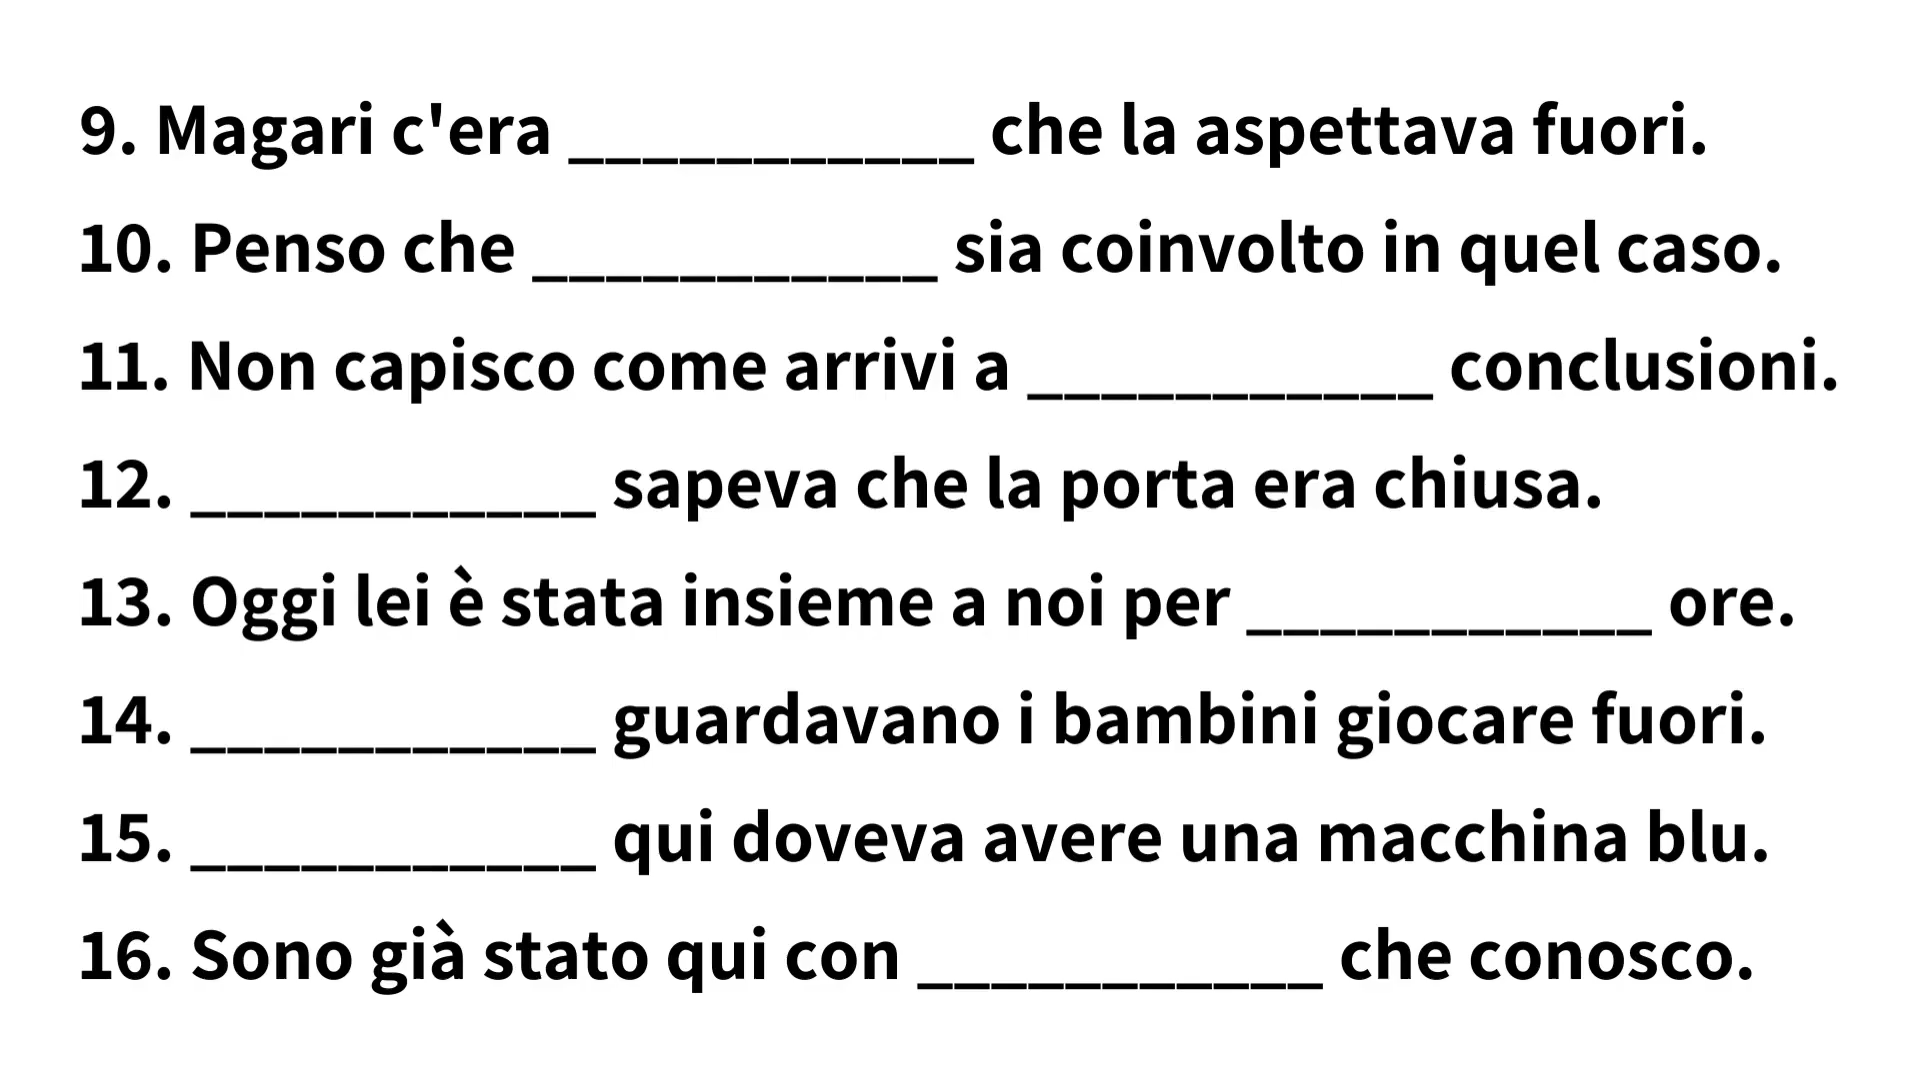 9. Magari c'era ___________ che la aspettava fuori.
10. Penso che ___________ sia coinvolto in quel caso.
11. Non capisco come arrivi a ___________ conclusioni.
12. ___________ sapeva che la porta era chiusa.
13. Oggi lei è stata insieme a noi per ___________ ore.
14. ___________ guardavano i bambini giocare fuori.
15. ___________ qui doveva avere una macchina blu.
16. Sono già stato qui con ___________ che conosco.